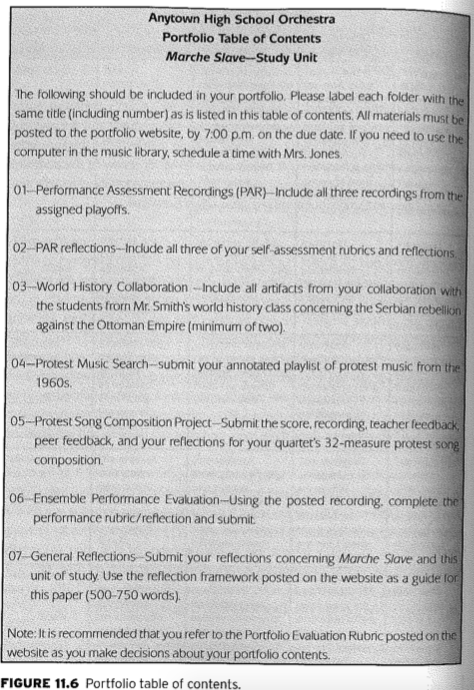 Anytown High School Orchestra
Portfolio Table of Contents
Marche Slave—Study Unit
The following should be included in your portfolio. Please label each folder with the
same title (including number) as is listed in this table of contents. All materials must be
posted to the portfolio website, by 7:00 p.m. on the due date. If you need to use the
computer in the music library, schedule a time with Mrs. Jones.
01—Performance Assessment Recordings (PAR)—Include all three recordings from the
assigned playoffs.
02—PAR reflections—Include all three of your self-assessment rubrics and reflections.
03—World History Collaboration—Include all artifacts from your collaboration with
the students from Mr. Smith's world history class concerning the Serbian rebellion
against the Ottoman Empire (minimum of two).
04—Protest Music Search—submit your annotated playlist of protest music from the
1960s.
05—Protest Song Composition Project—Submit the score, recording, teacher feedback,
peer feedback, and your reflections for your quartet's 32-measure protest song
composition.
06—Ensemble Performance Evaluation—Using the posted recording, complete the
performance rubric/reflection and submit.
07—General Reflections—Submit your reflections concerning Marche Slave and this
unit of study. Use the reflection framework posted on the website as a guide for
this paper (500-750 words).
Note: It is recommended that you refer to the Portfolio Evaluation Rubric posted on the
website as you make decisions about your portfolio contents.
FIGURE 11.6 Portfolio table of contents.